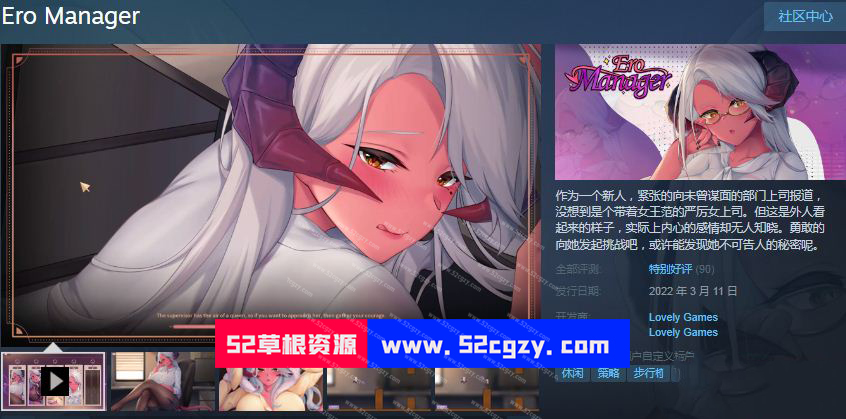 Ero Manager
社区中心
Ero
Manager
作为一个新人，紧张的向未曾谋面的部门上司报道，
没想到是个带着女王范的严厉女上司。但这是外人看
起来的样子，实际上内心的感情却无人知晓。勇敢的
向她发起挑战吧，或许能发现她不可告人的秘密呢。
全部评测: 特别好评 (90)
发行日期: 2022 年 3 月 11 日
开发商: Lovely Games
Lovely Games
户自定义标签
休闲 策略 步行模
The supervisor has the air of a queen, so if you want to approach her, then gather your courage.
52草根资源 www.52cgzy.com